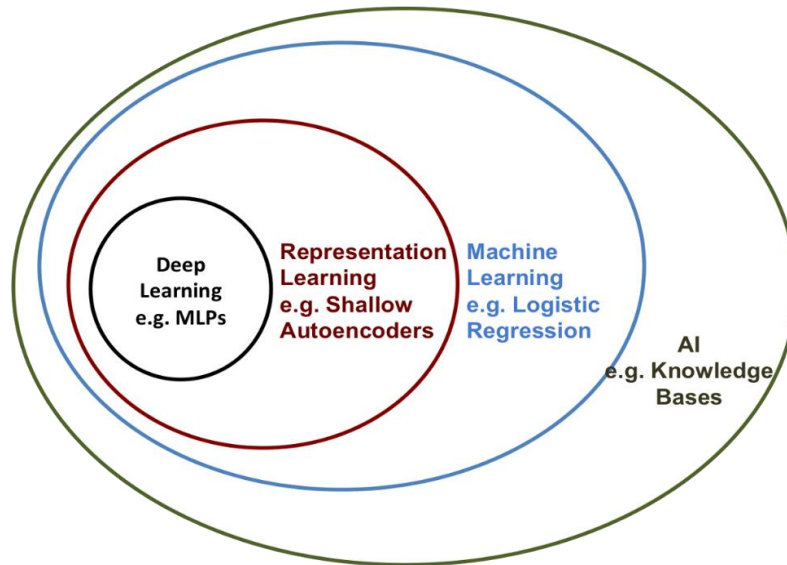 Deep
Learning
e.g. MLPs
Representation
Learning
e.g. Shallow
Autoencoders
Machine
Learning
e.g. Logistic
Regression
AI
e.g. Knowledge
Bases